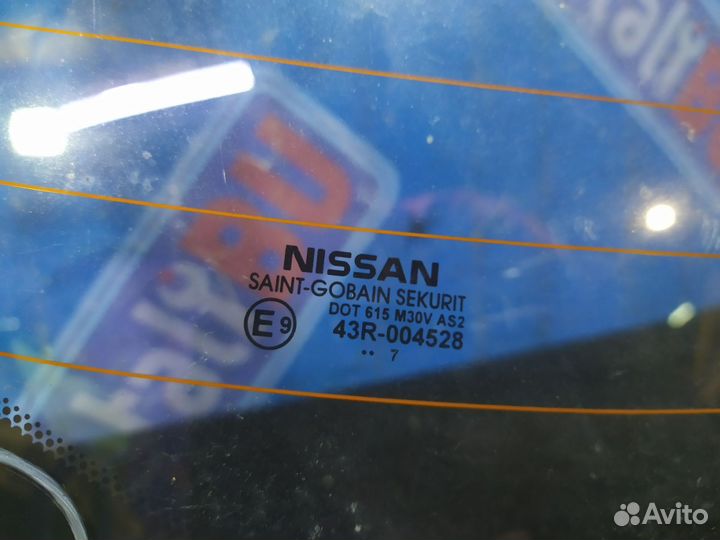 NISSAN
SAINT-GOBAIN SEKURIT
DOT 615 M30V AS2
E9 43R-004528
•• 7
Avito